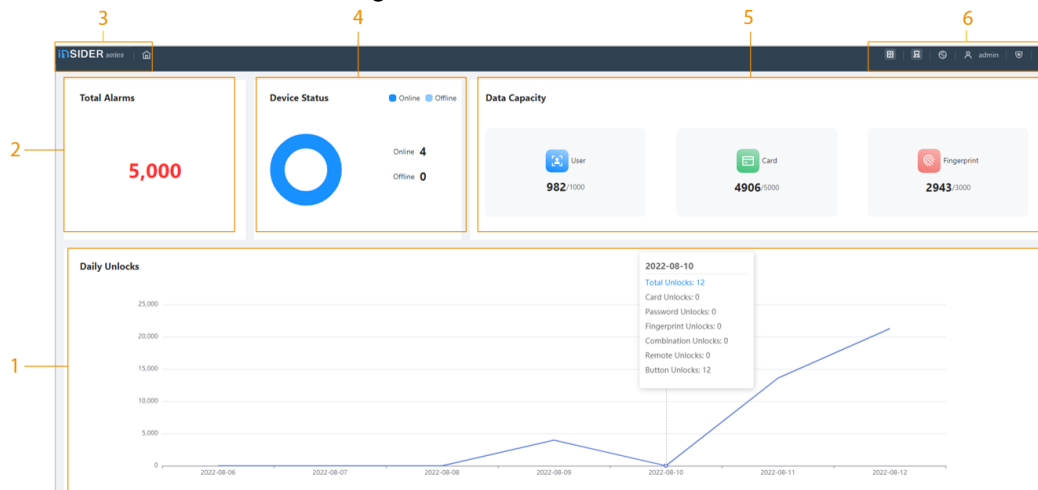 3
4
5
6
inSIDER series
admin
Total Alarms
5,000
2
Device Status
Online
Offline
Online 4
Offline 0
Data Capacity
User
982/1000
Card
4906/5000
Fingerprint
2943/3000
1
Daily Unlocks
25,000
20,000
15,000
10,000
5,000
0
2022-08-06
2022-08-07
2022-08-08
2022-08-09
2022-08-10
2022-08-11
2022-08-12
2022-08-10
Total Unlocks: 12
Card Unlocks: 0
Password Unlocks: 0
Fingerprint Unlocks: 0
Combination Unlocks: 0
Remote Unlocks: 0
Button Unlocks: 12